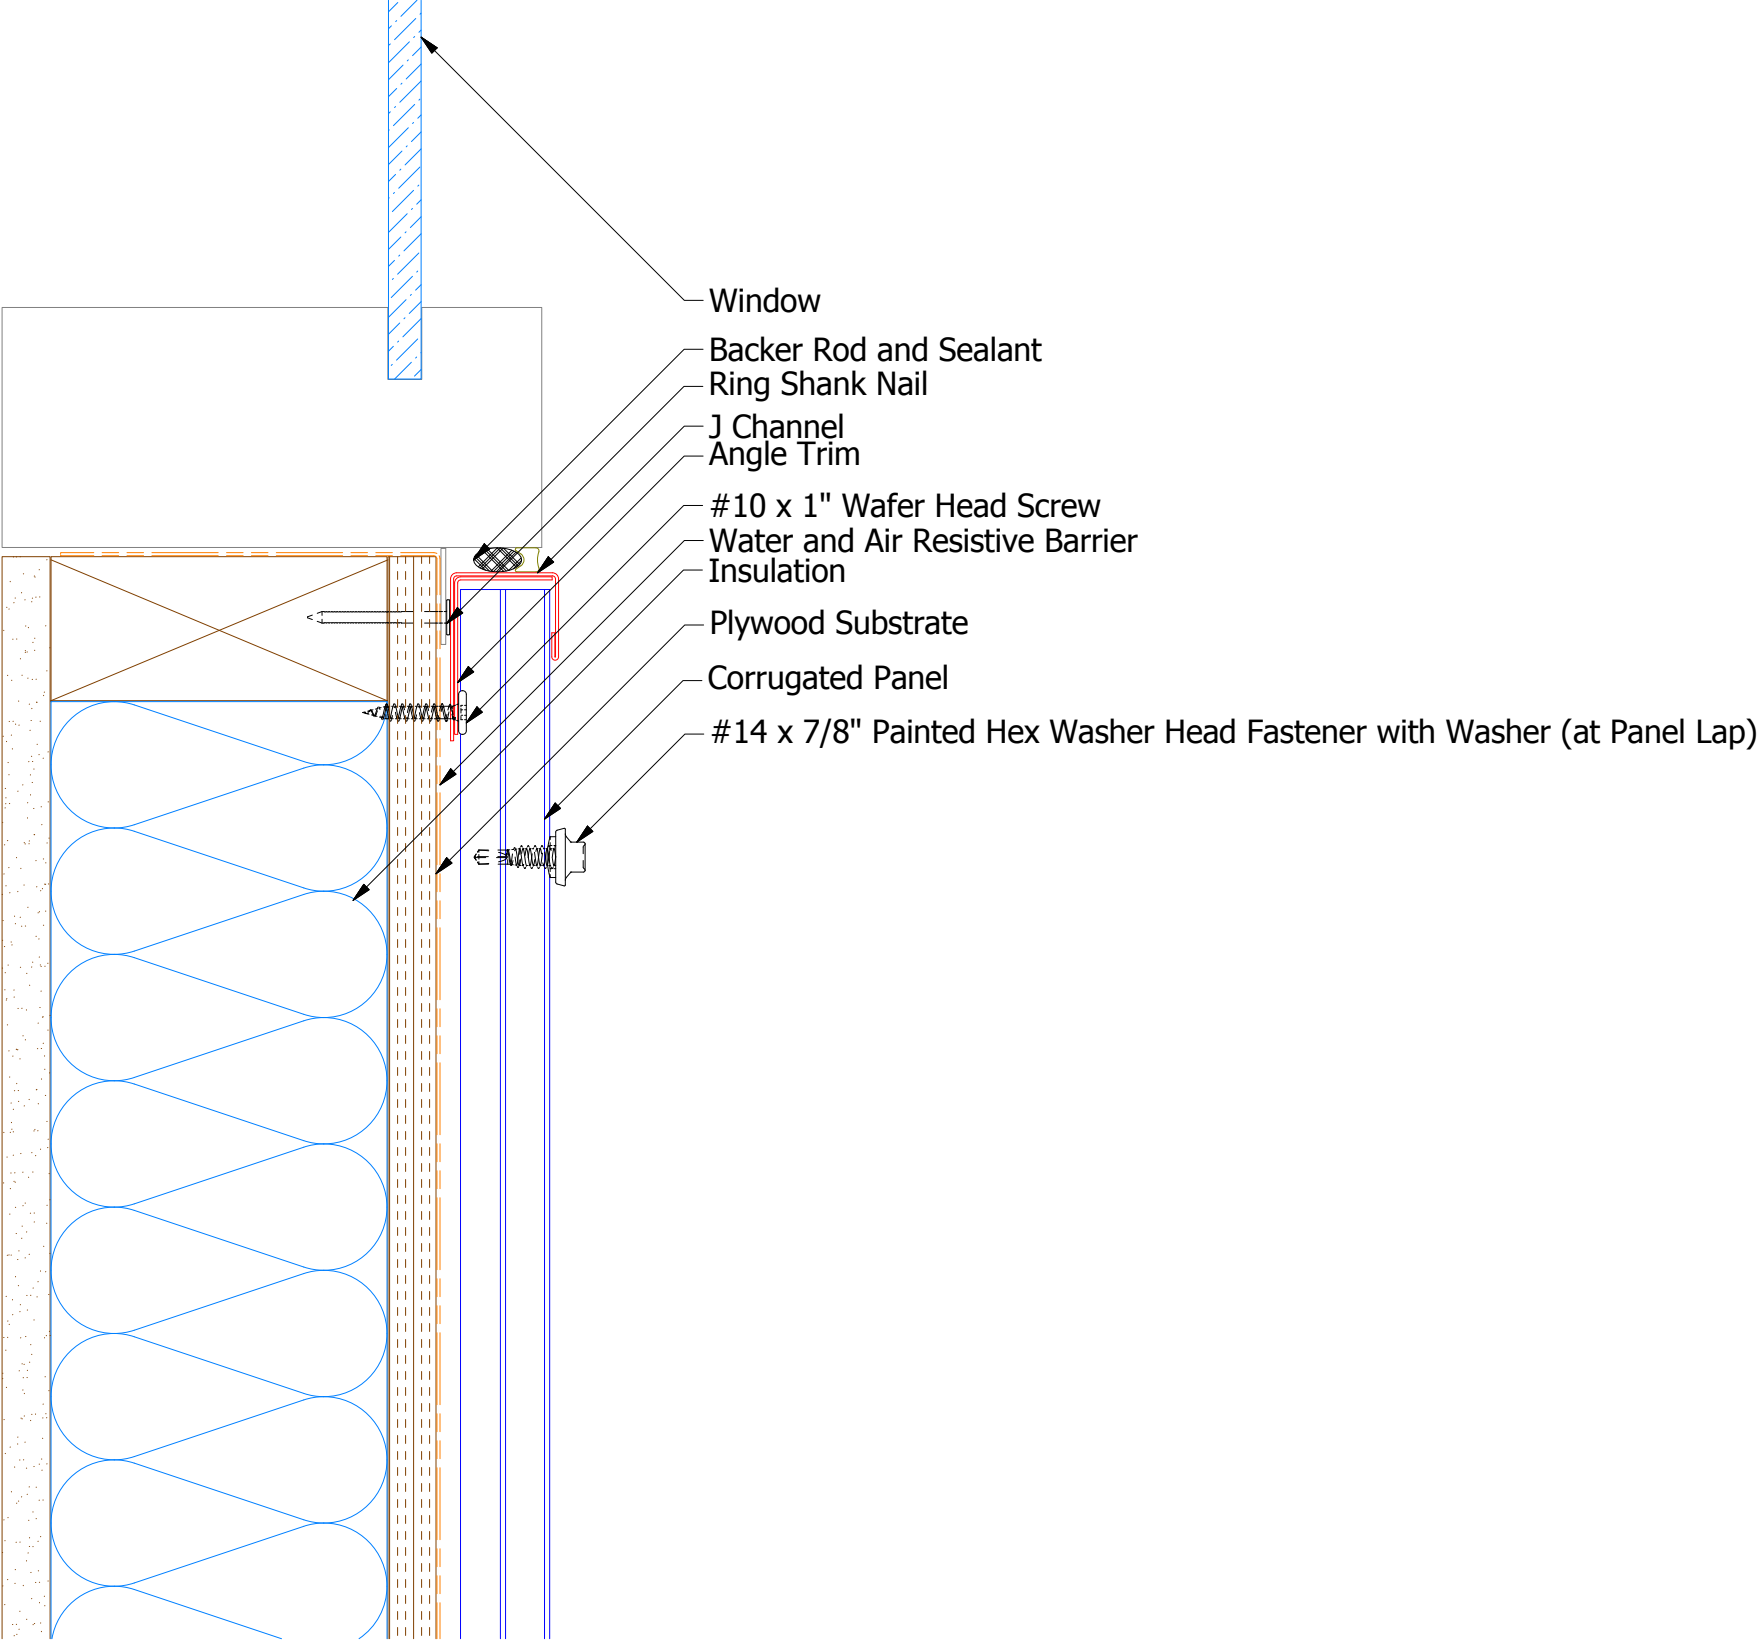 Window
Backer Rod and Sealant
Ring Shank Nail
J Channel
Angle Trim
#10 x 1" Wafer Head Screw
Water and Air Resistive Barrier
Insulation
Plywood Substrate
Corrugated Panel
#14 x 7/8" Painted Hex Washer Head Fastener with Washer (at Panel Lap)